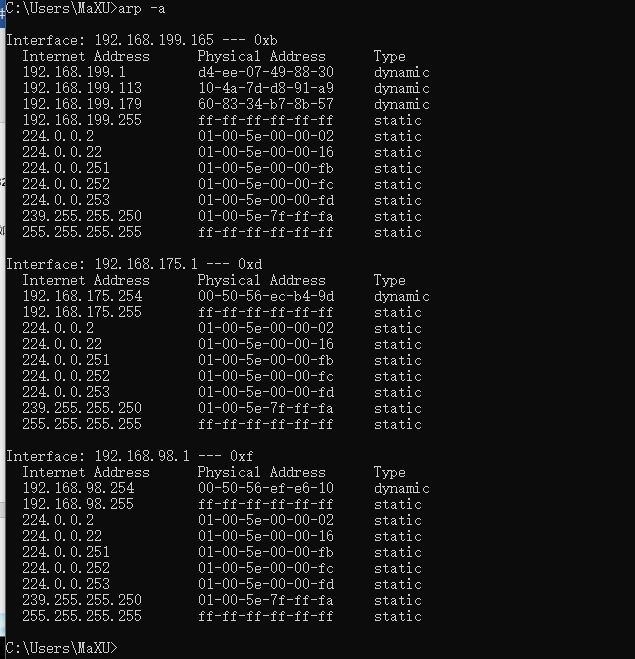 C:\Users\MaXU>arp -a
Interface: 192.168.199.165 --- 0xb
Internet Address Physical Address Type
192.168.199.1 d4-ee-07-49-88-30 dynamic
192.168.199.113 10-4a-7d-d8-91-a9 dynamic
192.168.199.179 60-83-34-b7-8b-57 dynamic
192.168.199.255 ff-ff-ff-ff-ff-ff static
224.0.0.2 01-00-5e-00-00-02 static
224.0.0.22 01-00-5e-00-00-16 static
224.0.0.251 01-00-5e-00-00-fb static
224.0.0.252 01-00-5e-00-00-fc static
224.0.0.253 01-00-5e-00-00-fd static
239.255.255.250 01-00-5e-7f-ff-fa static
255.255.255.255 ff-ff-ff-ff-ff-ff static
Interface: 192.168.175.1 --- 0xd
Internet Address Physical Address Type
192.168.175.254 00-50-56-ec-b4-9d dynamic
192.168.175.255 ff-ff-ff-ff-ff-ff static
224.0.0.2 01-00-5e-00-00-02 static
224.0.0.22 01-00-5e-00-00-16 static
224.0.0.251 01-00-5e-00-00-fb static
224.0.0.252 01-00-5e-00-00-fc static
224.0.0.253 01-00-5e-00-00-fd static
239.255.255.250 01-00-5e-7f-ff-fa static
255.255.255.255 ff-ff-ff-ff-ff-ff static
Interface: 192.168.98.1 --- 0xf
Internet Address Physical Address Type
192.168.98.254 00-50-56-ef-e6-10 dynamic
192.168.98.255 ff-ff-ff-ff-ff-ff static
224.0.0.2 01-00-5e-00-00-02 static
224.0.0.22 01-00-5e-00-00-16 static
224.0.0.251 01-00-5e-00-00-fb static
224.0.0.252 01-00-5e-00-00-fc static
224.0.0.253 01-00-5e-00-00-fd static
239.255.255.250 01-00-5e-7f-ff-fa static
255.255.255.255 ff-ff-ff-ff-ff-ff static
C:\Users\MaXU>